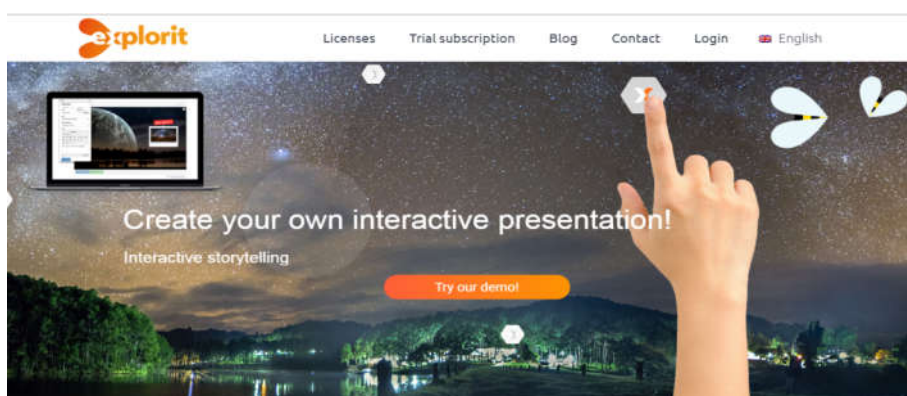 explorit
Licenses Trial subscription Blog Contact Login English
Create your own interactive presentation!
Interactive storytelling
Try our demo!